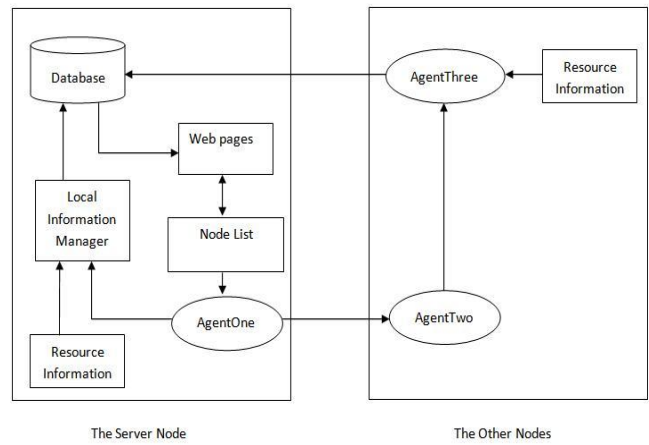 Database
AgentThree
Resource
Information
Web pages
Local
Information
Manager
Node List
AgentOne
AgentTwo
Resource
Information
The Server Node
The Other Nodes